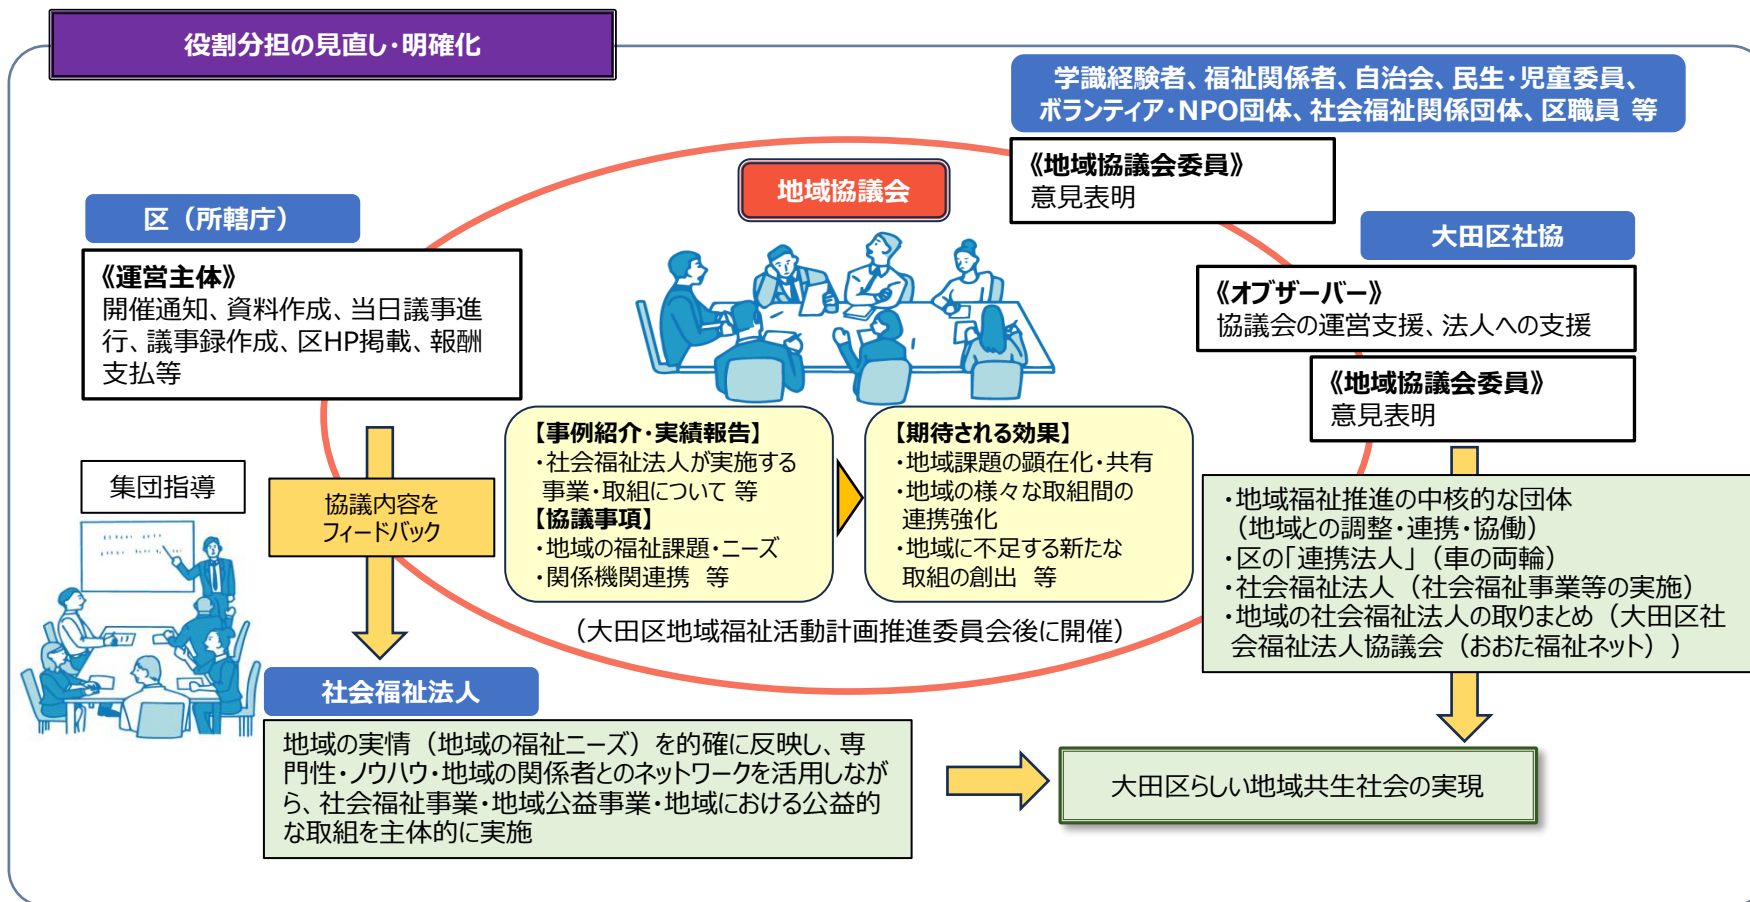 役割分担の見直し・明確化
学識経験者、福祉関係者、自治会、民生・児童委員、
ボランティア・NPO団体、社会福祉関係団体、区職員 等
《地域協議会委員》
意見表明
地域協議会
区（所轄庁）
《運営主体》
開催通知、資料作成、当日議事進
行、議事録作成、区HP掲載、報酬
支払等
大田区社協
《オブザーバー》
協議会の運営支援、法人への支援
《地域協議会委員》
意見表明
集団指導
協議内容を
フィードバック
【事例紹介・実績報告】
・社会福祉法人が実施する
事業・取組について 等
【協議事項】
・地域の福祉課題・ニーズ
・関係機関連携 等
【期待される効果】
・地域課題の顕在化・共有
・地域の様々な取組間の
連携強化
・地域に不足する新たな
取組の創出 等
（大田区地域福祉活動計画推進委員会後に開催）
・地域福祉推進の中核的な団体
（地域との調整・連携・協働）
・区の「連携法人」（車の両輪）
・社会福祉法人（社会福祉事業等の実施）
・地域の社会福祉法人の取りまとめ（大田区社
会福祉法人協議会（おおた福祉ネット））
社会福祉法人
地域の実情（地域の福祉ニーズ）を的確に反映し、専
門性・ノウハウ・地域の関係者とのネットワークを活用しなが
ら、社会福祉事業・地域公益事業・地域における公益的
な取組を主体的に実施
大田区らしい地域共生社会の実現